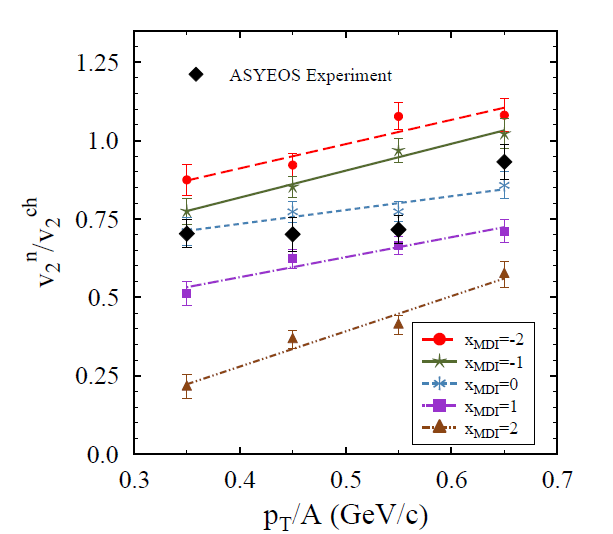 1.25
1.0
0.75
0.5
0.25
0.0
v₂ⁿ/v₂ᶜʰ
ASYEOS Experiment
x_MDI=-2
x_MDI=-1
x_MDI=0
x_MDI=1
x_MDI=2
0.3 0.4 0.5 0.6 0.7
p_T/A (GeV/c)